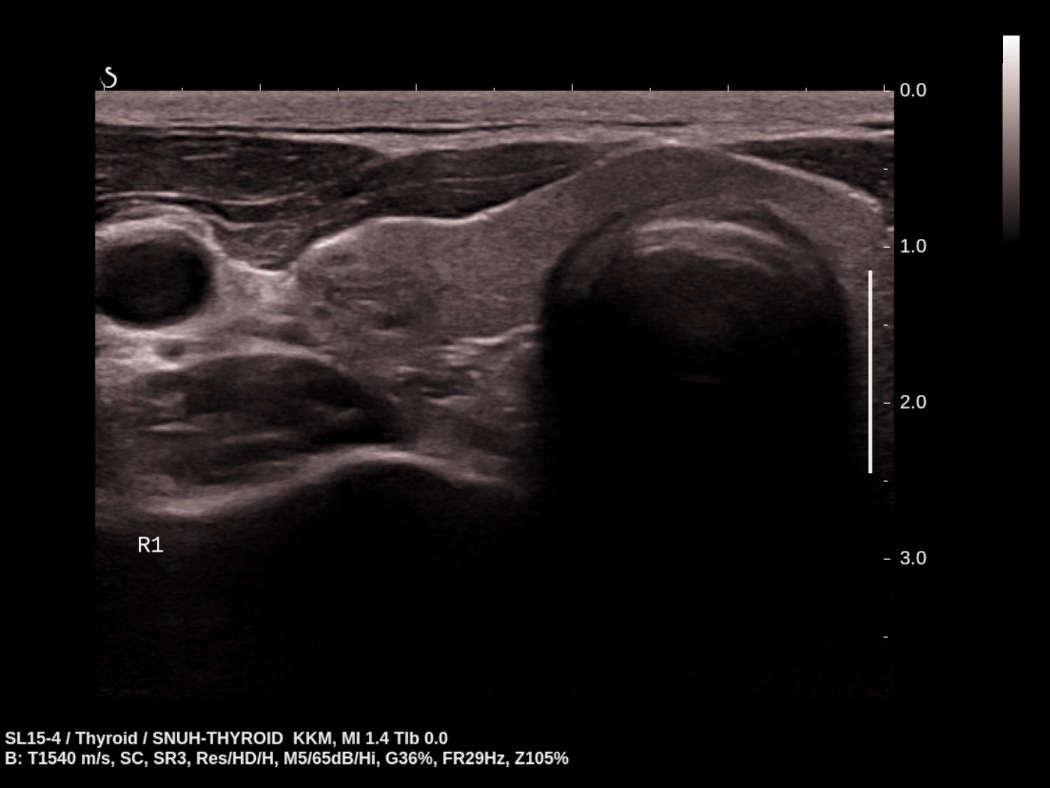 0.0
1.0
2.0
R1
3.0
SL15-4 / Thyroid / SNUH-THYROID KKM, MI 1.4 TIb 0.0
B: T1540 m/s, SC, SR3, Res/HD/H, M5/65dB/Hi, G36%, FR29Hz, Z105%